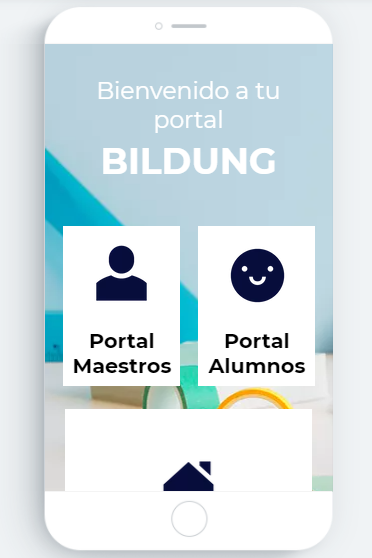 Bienvenido a tu
portal
BILDUNG
Portal
Maestros
Portal
Alumnos